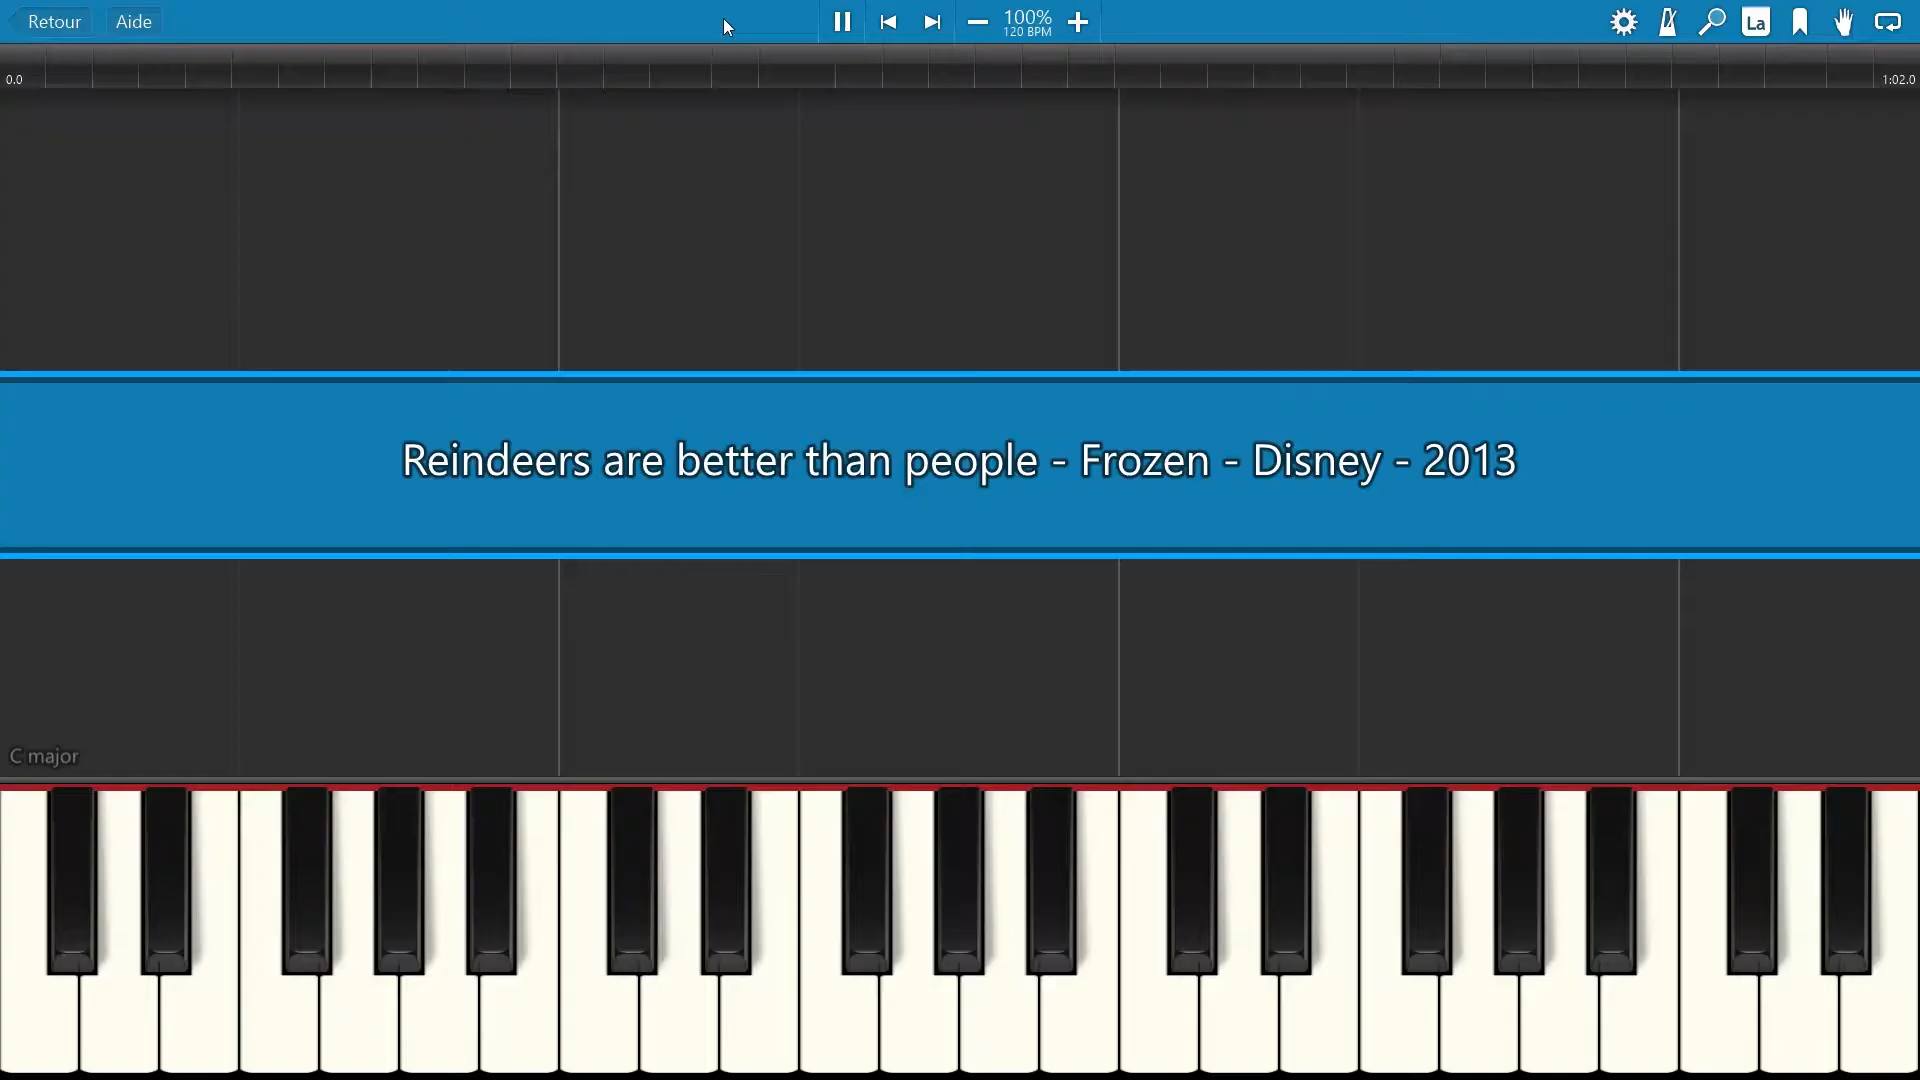 Retour Aide 100% La
120 BPM
0.0 1:02.0
Reindeers are better than people - Frozen - Disney - 2013
C major